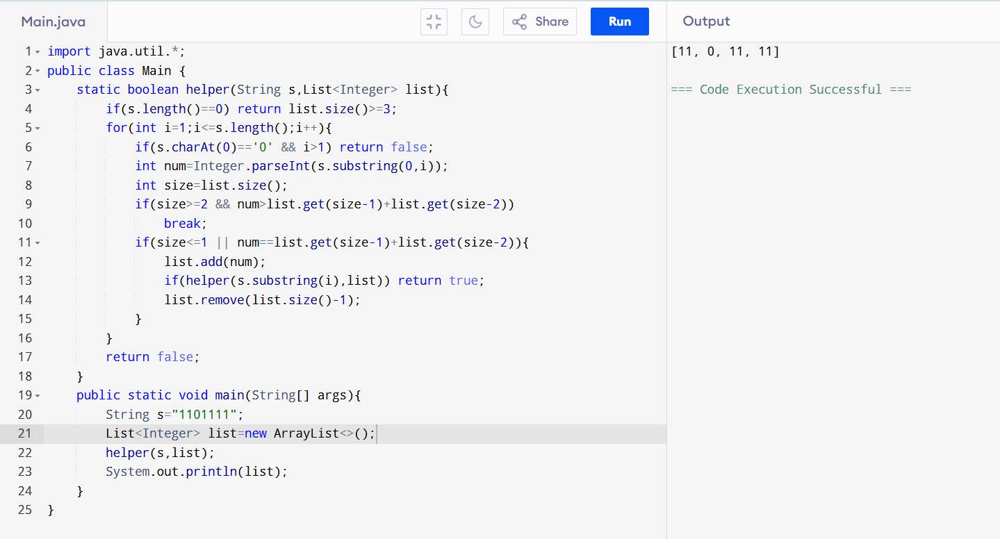 Main.java
Share
Run
Output
1 import java.util.*;
2 public class Main {
3     static boolean helper(String s,List<Integer> list){
4         if(s.length()==0) return list.size()>=3;
5         for(int i=1;i<=s.length();i++){
6             if(s.charAt(0)=='0' && i>1) return false;
7             int num=Integer.parseInt(s.substring(0,i));
8             int size=list.size();
9             if(size>=2 && num>list.get(size-1)+list.get(size-2))
10                 break;
11             if(size<=1 || num==list.get(size-1)+list.get(size-2)){
12                 list.add(num);
13                 if(helper(s.substring(i),list)) return true;
14                 list.remove(list.size()-1);
15             }
16         }
17         return false;
18     }
19     public static void main(String[] args){
20         String s="1101111";
21         List<Integer> list=new ArrayList<>();
22         helper(s,list);
23         System.out.println(list);
24     }
25 }
[11, 0, 11, 11]
=== Code Execution Successful ===